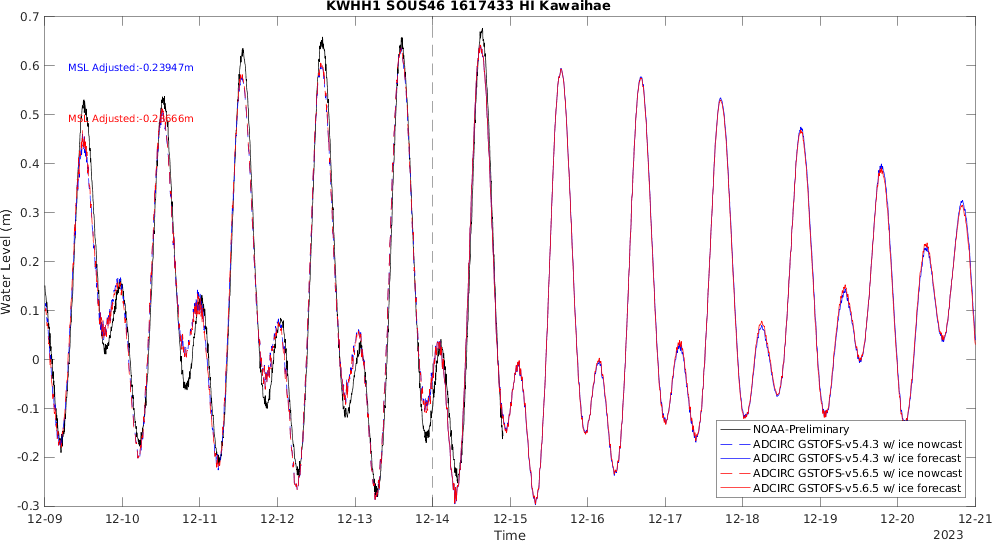 KWHH1 SOUS46 1617433 HI Kawaihae
0.7
0.6
0.5
0.4
0.3
0.2
0.1
0
-0.1
-0.2
-0.3
Water Level (m)
MSL Adjusted:-0.23947m
MSL Adjusted:-0.26666m
NOAA-Preliminary
ADCIRC GSTOFS-v5.4.3 w/ ice nowcast
ADCIRC GSTOFS-v5.4.3 w/ ice forecast
ADCIRC GSTOFS-v5.6.5 w/ ice nowcast
ADCIRC GSTOFS-v5.6.5 w/ ice forecast
12-09 12-10 12-11 12-12 12-13 12-14 12-15 12-16 12-17 12-18 12-19 12-20 12-21
Time
2023